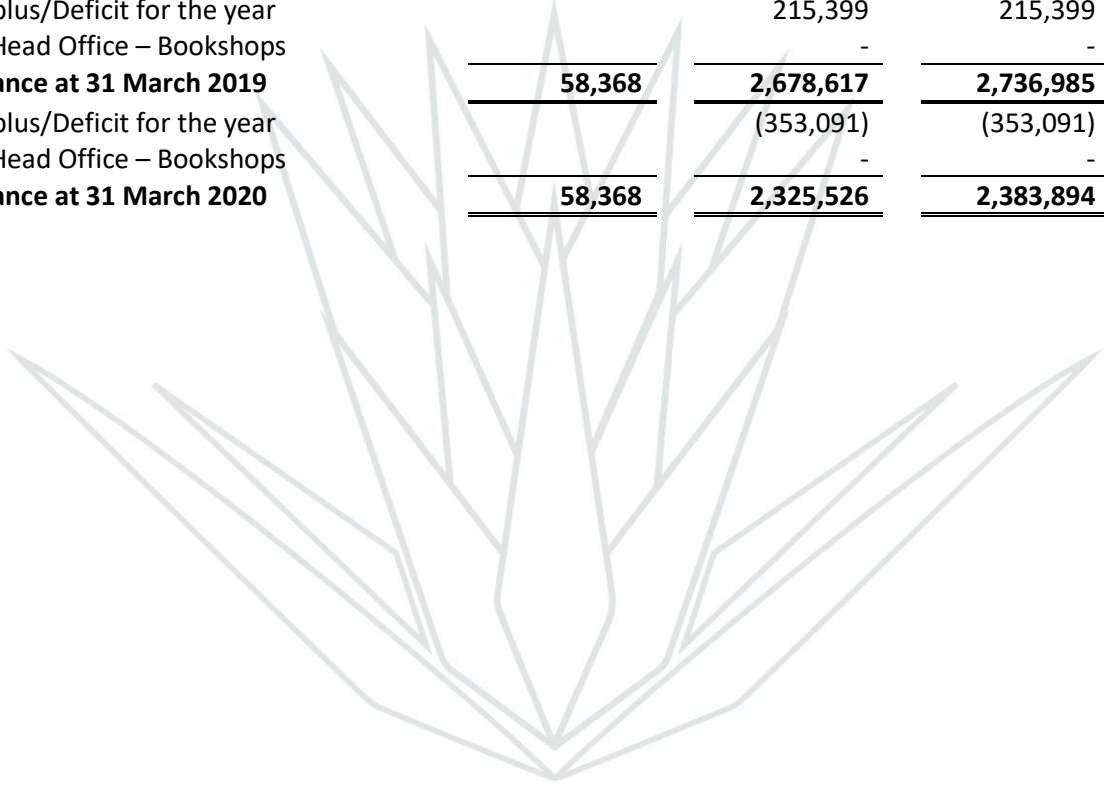 plus/Deficit for the year 215,399 215,399
Head Office – Bookshops - -
ance at 31 March 2019 58,368 2,678,617 2,736,985
plus/Deficit for the year (353,091) (353,091)
Head Office – Bookshops - -
ance at 31 March 2020 58,368 2,325,526 2,383,894